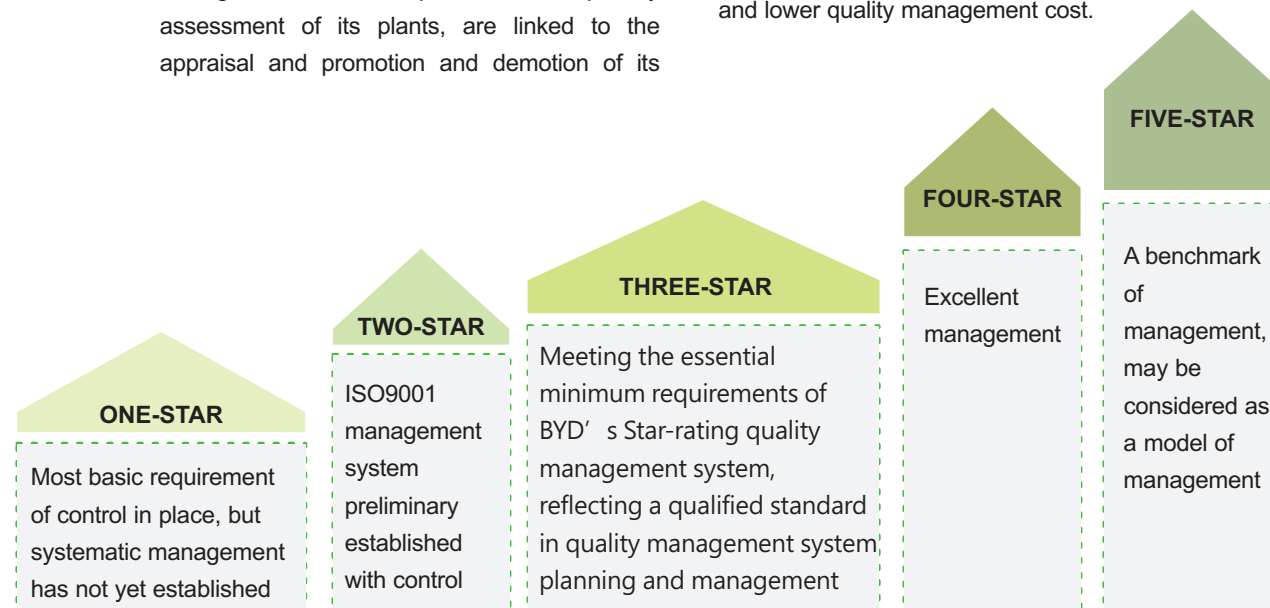 assessment of its plants, are linked to the
appraisal and promotion and demotion of its
and lower quality management cost.
ONE-STAR
Most basic requirement
of control in place, but
systematic management
has not yet established
TWO-STAR
ISO9001
management
system
preliminary
established
with control
THREE-STAR
Meeting the essential
minimum requirements of
BYD’ s Star-rating quality
management system,
reflecting a qualified standard
in quality management system
planning and management
FOUR-STAR
Excellent
management
FIVE-STAR
A benchmark
of
management,
may be
considered as
a model of
management